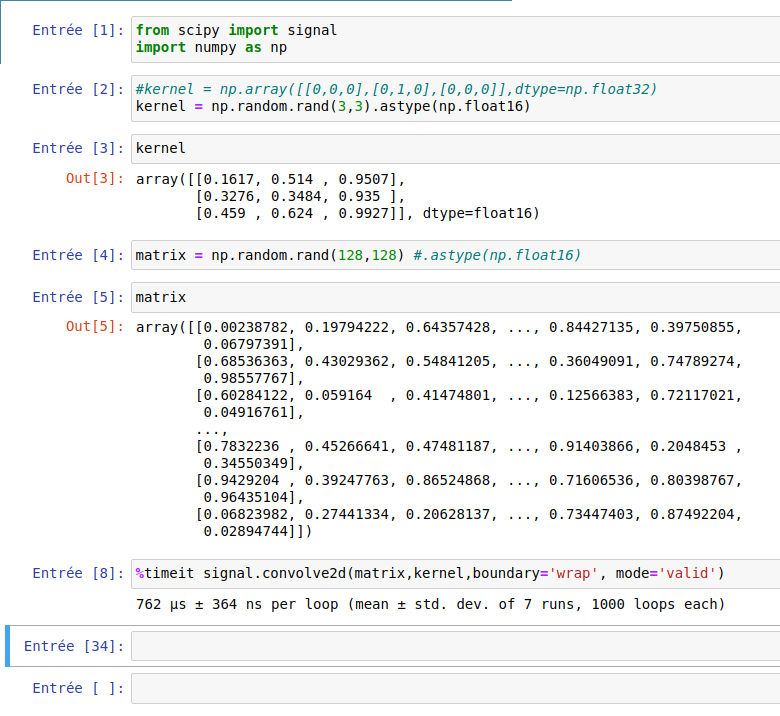 Entrée [1]: from scipy import signal
import numpy as np
Entrée [2]: #kernel = np.array([[0,0,0],[0,1,0],[0,0,0]],dtype=np.float32)
kernel = np.random.rand(3,3).astype(np.float16)
Entrée [3]: kernel
Out[3]: array([[0.1617, 0.514 , 0.9507],
[0.3276, 0.3484, 0.935 ],
[0.459 , 0.624 , 0.9927]], dtype=float16)
Entrée [4]: matrix = np.random.rand(128,128) #.astype(np.float16)
Entrée [5]: matrix
Out[5]: array([[0.00238782, 0.19794222, 0.64357428, ..., 0.84427135, 0.39750855,
0.06797391],
[0.68536363, 0.43029362, 0.54841205, ..., 0.36049091, 0.74789274,
0.98557767],
[0.60284122, 0.059164  , 0.41474801, ..., 0.12566383, 0.72117021,
0.04916761],
...,
[0.7832236 , 0.45266641, 0.47481187, ..., 0.91403866, 0.2048453 ,
0.34550349],
[0.9429204 , 0.39247763, 0.86524868, ..., 0.71606536, 0.80398767,
0.96435104],
[0.06823982, 0.27441334, 0.20628137, ..., 0.73447403, 0.87492204,
0.02894744]])
Entrée [8]: %timeit signal.convolve2d(matrix,kernel,boundary='wrap', mode='valid')
762 µs ± 364 ns per loop (mean ± std. dev. of 7 runs, 1000 loops each)
Entrée [34]:
Entrée [ ]: